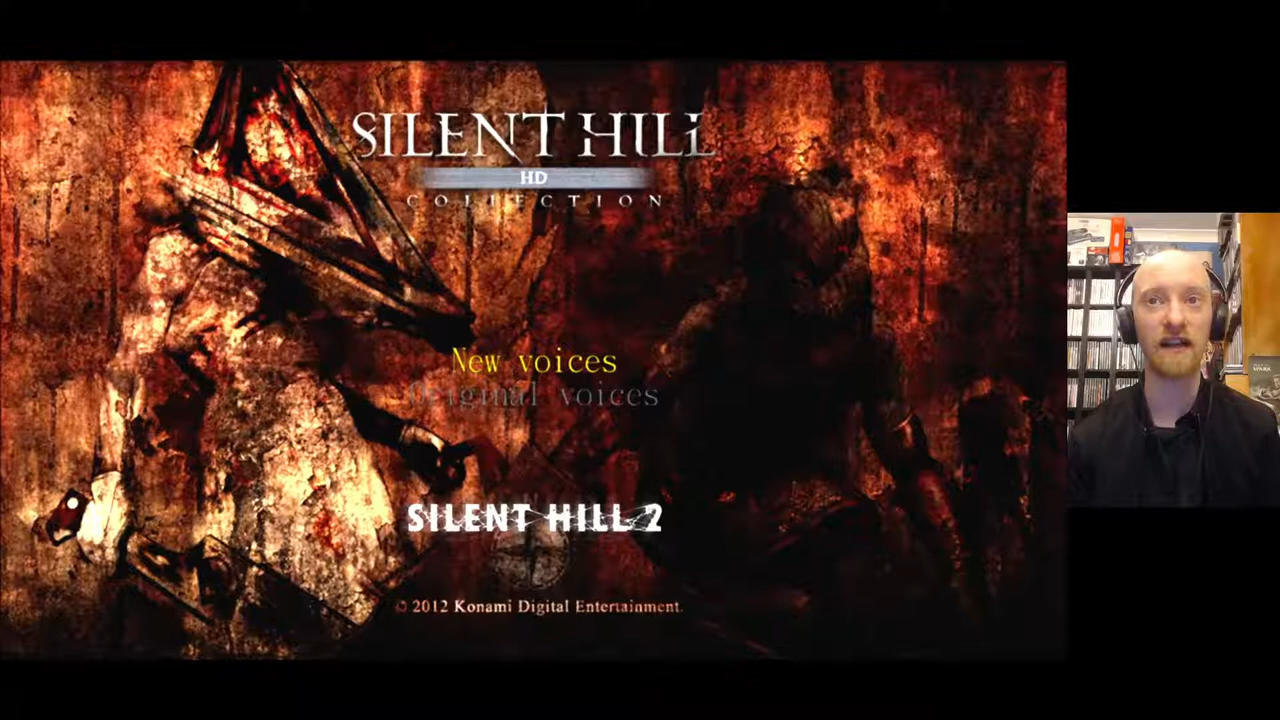 SILENT HILL
HD
COLLECTION
New voices
Original voices
SILENT HILL 2
© 2012 Konami Digital Entertainment.